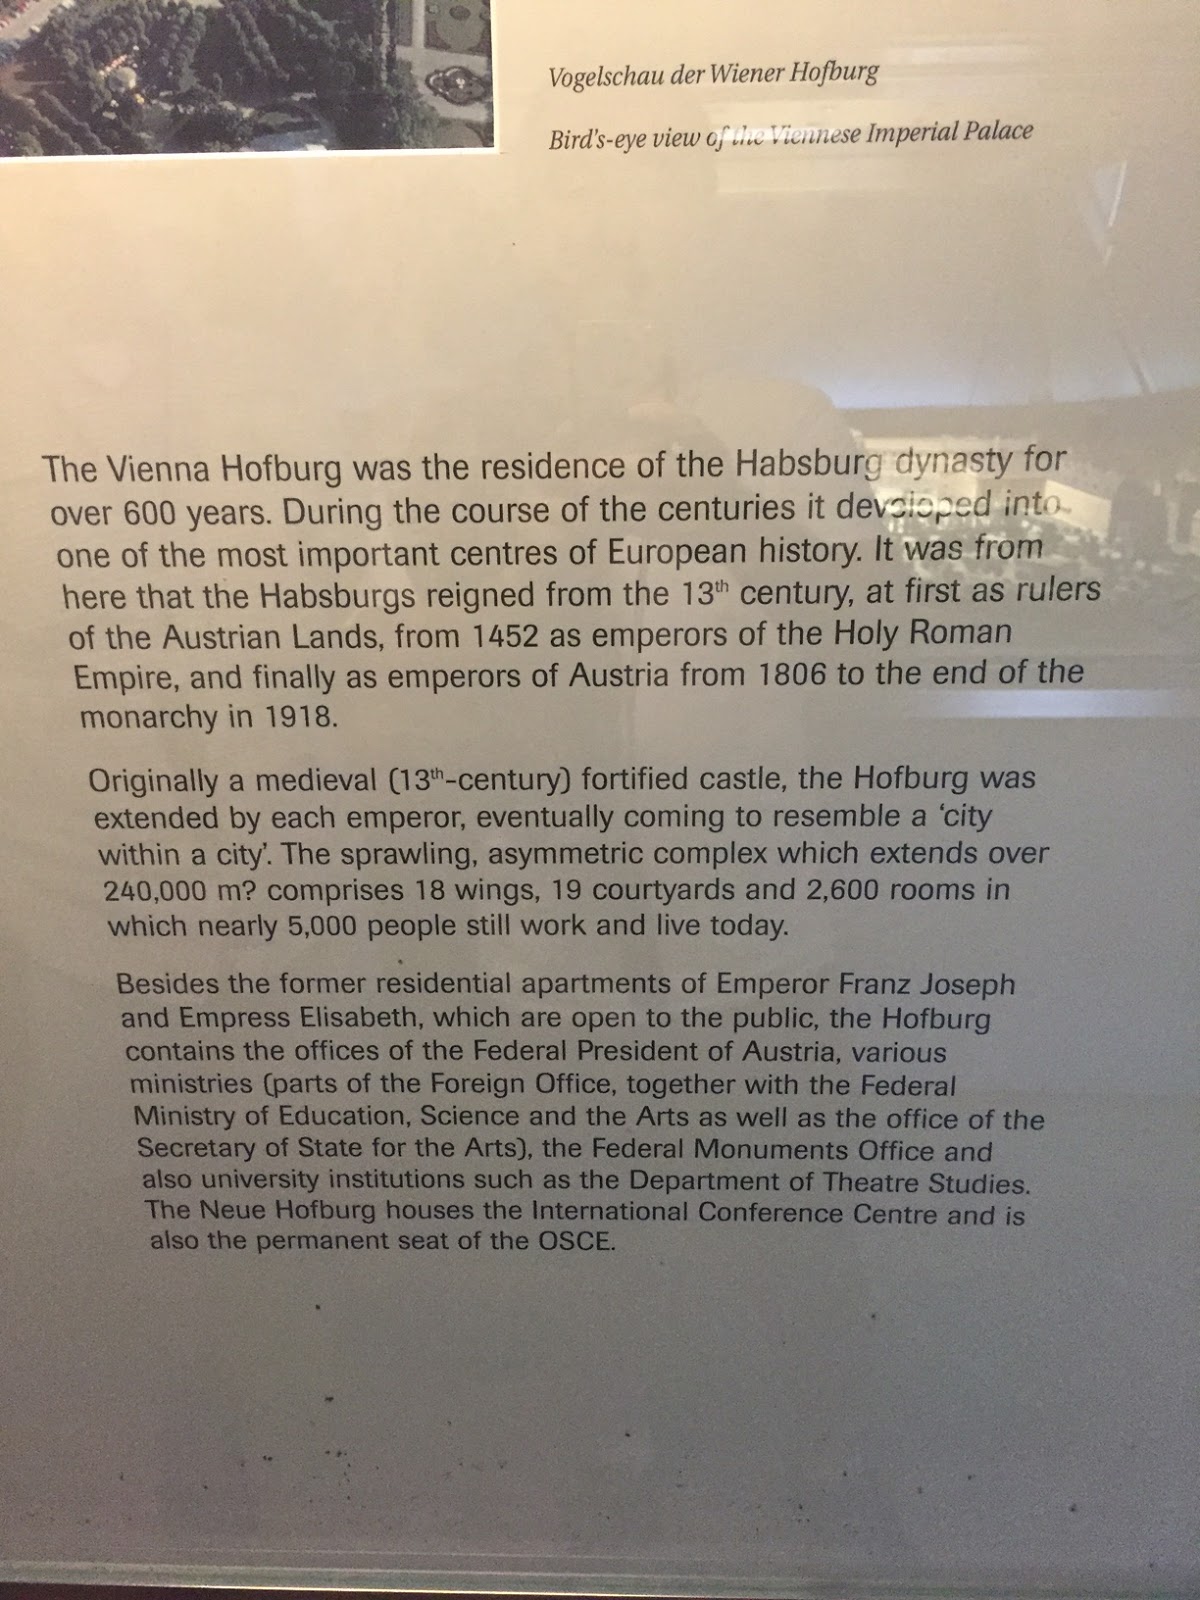 Vogelschau der Wiener Hofburg
Bird's-eye view of the Viennese Imperial Palace
The Vienna Hofburg was the residence of the Habsburg dynasty for
over 600 years. During the course of the centuries it developed into
one of the most important centres of European history. It was from
here that the Habsburgs reigned from the 13th century, at first as rulers
of the Austrian Lands, from 1452 as emperors of the Holy Roman
Empire, and finally as emperors of Austria from 1806 to the end of the
monarchy in 1918.
Originally a medieval (13th-century) fortified castle, the Hofburg was
extended by each emperor, eventually coming to resemble a ‘city
within a city’. The sprawling, asymmetric complex which extends over
240,000 m? comprises 18 wings, 19 courtyards and 2,600 rooms in
which nearly 5,000 people still work and live today.
Besides the former residential apartments of Emperor Franz Joseph
and Empress Elisabeth, which are open to the public, the Hofburg
contains the offices of the Federal President of Austria, various
ministries (parts of the Foreign Office, together with the Federal
Ministry of Education, Science and the Arts as well as the office of the
Secretary of State for the Arts), the Federal Monuments Office and
also university institutions such as the Department of Theatre Studies.
The Neue Hofburg houses the International Conference Centre and is
also the permanent seat of the OSCE.